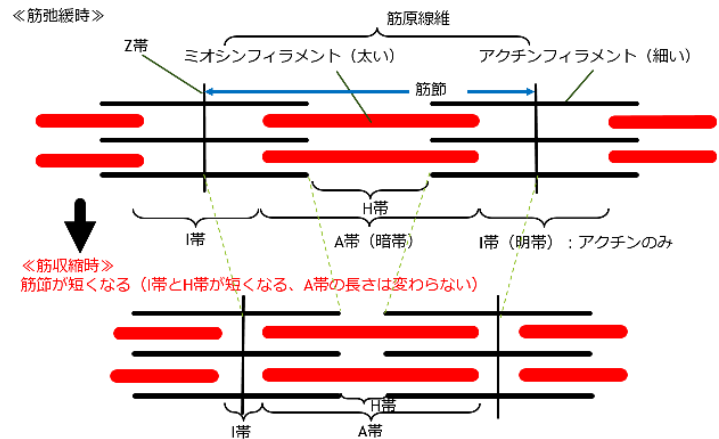 ≪筋弛緩時≫
筋原線維
Z帯
ミオシンフィラメント（太い）
アクチンフィラメント（細い）
筋節
H帯
I帯
A帯（暗帯）
I帯（明帯）：アクチンのみ
≪筋収縮時≫
筋節が短くなる（I帯とH帯が短くなる、A帯の長さは変わらない）
H帯
I帯
A帯